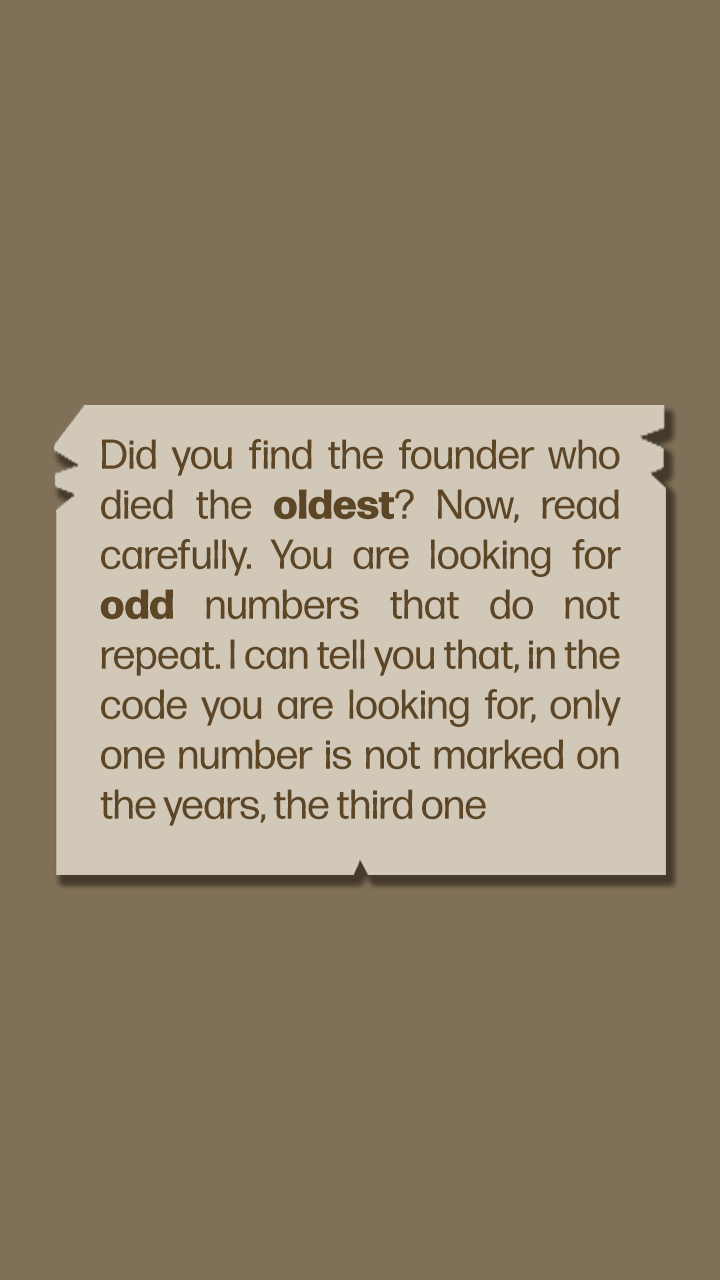 Did you find the founder who
died the oldest? Now, read
carefully. You are looking for
odd numbers that do not
repeat. I can tell you that, in the
code you are looking for, only
one number is not marked on
the years, the third one